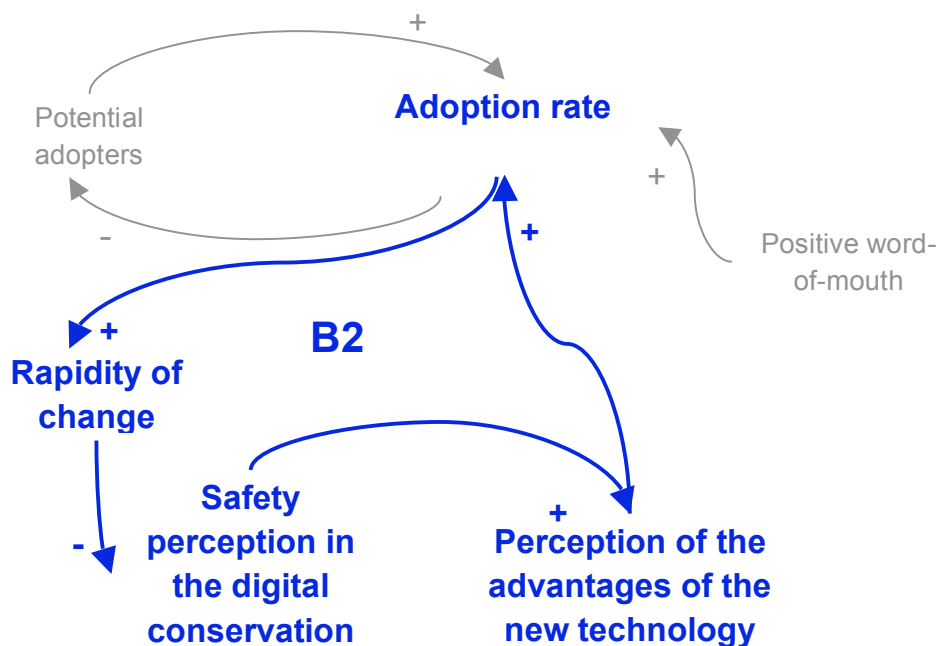 +
Adoption rate
Potential
adopters
+
-
+
Positive word-
of-mouth
+
B2
Rapidity of
change
Safety
perception in
the digital
conservation
-
+
Perception of the
advantages of the
new technology